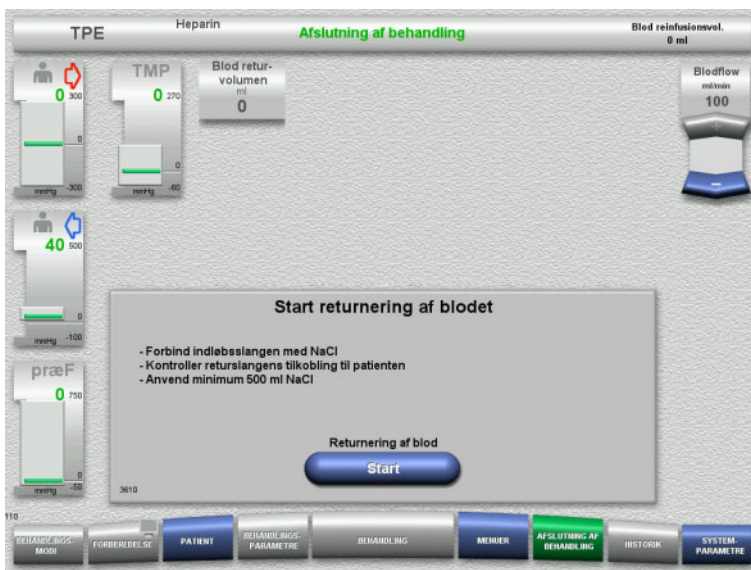 TPE
Heparin
Afslutning af behandling
Blod reinfusionsvol.
0 ml
0
300
0
-300
mmHg
TMP
0
270
0
-60
mmHg
Blod retur-
volumen
ml
0
Blodflow
ml/min
100
+
-
40
500
0
-100
mmHg
præF
0
750
0
-50
mmHg
Start returnering af blodet
- Forbind indløbsslangen med NaCl
- Kontroller returslangens tilkobling til patienten
- Anvend minimum 500 ml NaCl
Returnering af blod
Start
3610
110
BEHANDLINGS-
MODI
FORBEREDELSE
PATIENT
BEHANDLINGS-
PARAMETRE
BEHANDLING
MENUER
AFSLUTNING AF
BEHANDLING
HISTORIK
SYSTEM-
PARAMETRE